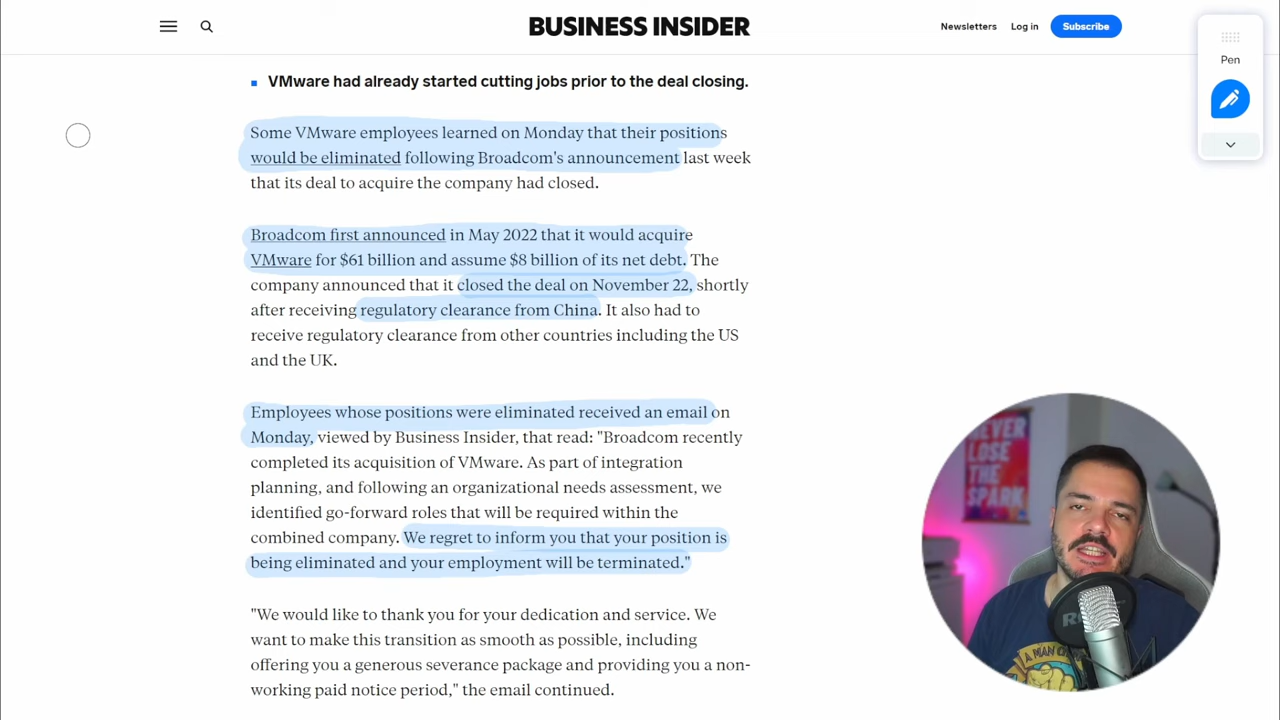 BUSINESS INSIDER
Newsletters
Log in
Subscribe
Pen
VMware had already started cutting jobs prior to the deal closing.
Some VMware employees learned on Monday that their positions
would be eliminated following Broadcom's announcement last week
that its deal to acquire the company had closed.
Broadcom first announced in May 2022 that it would acquire
VMware for $61 billion and assume $8 billion of its net debt. The
company announced that it closed the deal on November 22, shortly
after receiving regulatory clearance from China. It also had to
receive regulatory clearance from other countries including the US
and the UK.
Employees whose positions were eliminated received an email on
Monday, viewed by Business Insider, that read: "Broadcom recently
completed its acquisition of VMware. As part of integration
planning, and following an organizational needs assessment, we
identified go-forward roles that will be required within the
combined company. We regret to inform you that your position is
being eliminated and your employment will be terminated."
"We would like to thank you for your dedication and service. We
want to make this transition as smooth as possible, including
offering you a generous severance package and providing you a non-
working paid notice period," the email continued.
NEVER
LOSE
THE
SPARK
A MAN